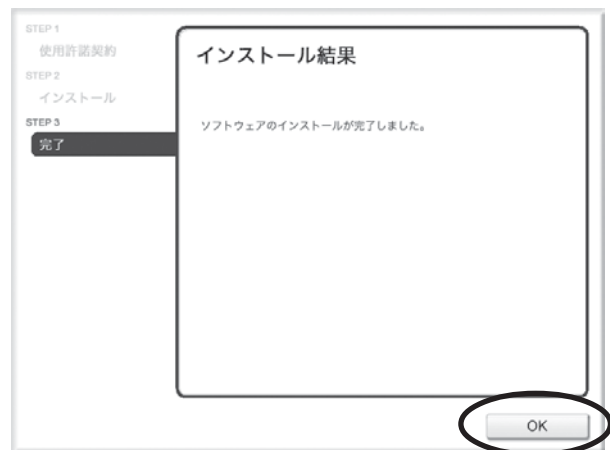 STEP 1
使用許諾契約
STEP 2
インストール
STEP 3
完了
インストール結果
ソフトウェアのインストールが完了しました。
OK